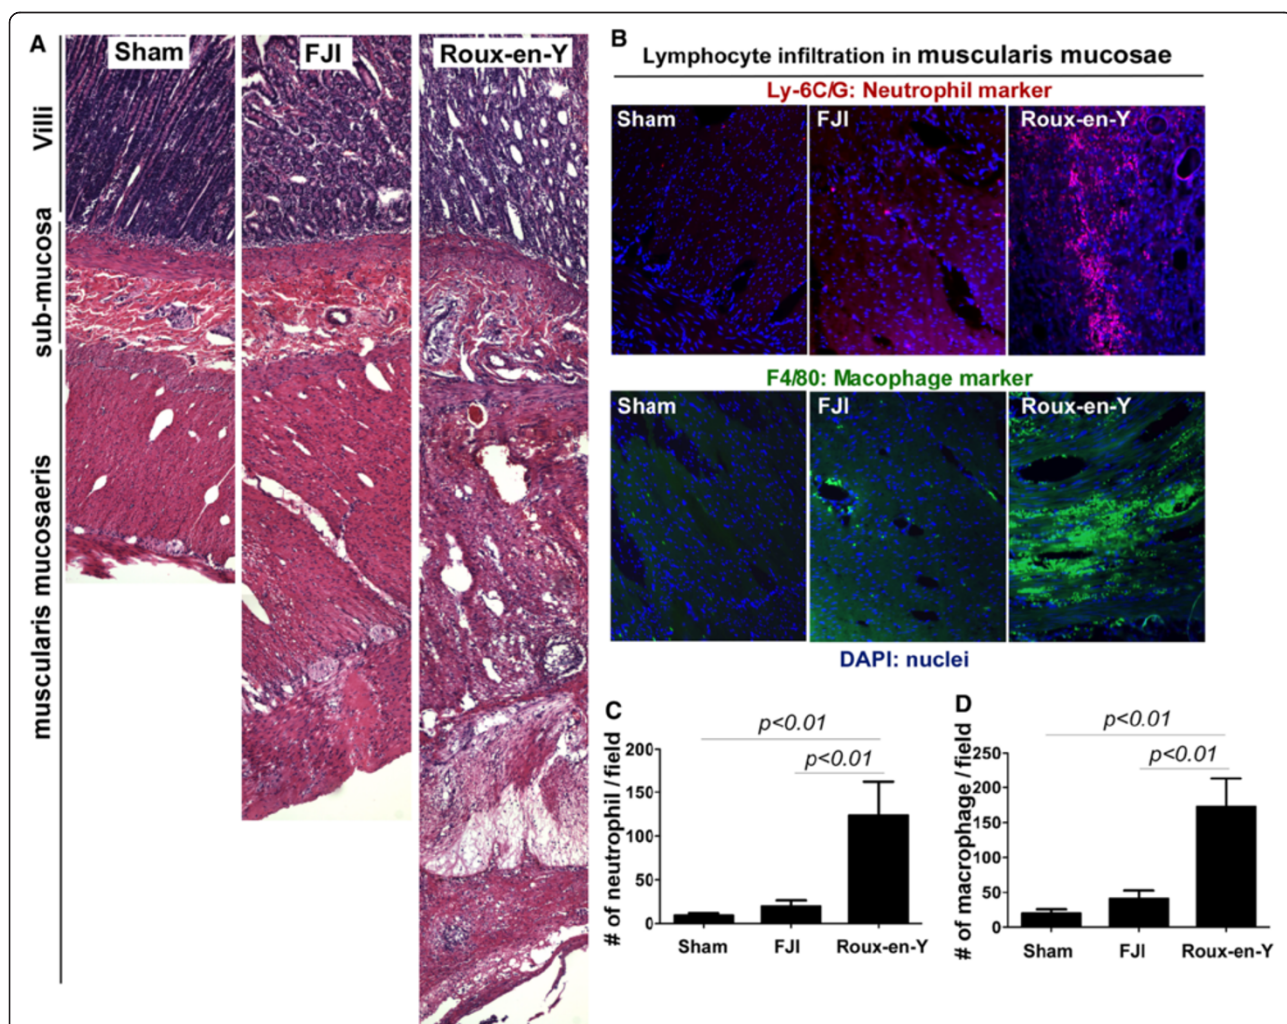 A
Sham
FJI
Roux-en-Y
Villi
sub-mucosa
muscularis mucosaeris
B
Lymphocyte infiltration in muscularis mucosae
Ly-6C/G: Neutrophil marker
Sham
FJI
Roux-en-Y
F4/80: Macophage marker
Sham
FJI
Roux-en-Y
DAPI: nuclei
C
p<0.01
p<0.01
# of neutrophil / field
200
150
100
50
0
Sham
FJI
Roux-en-Y
D
p<0.01
p<0.01
# of macrophage / field
250
200
150
100
50
0
Sham
FJI
Roux-en-Y